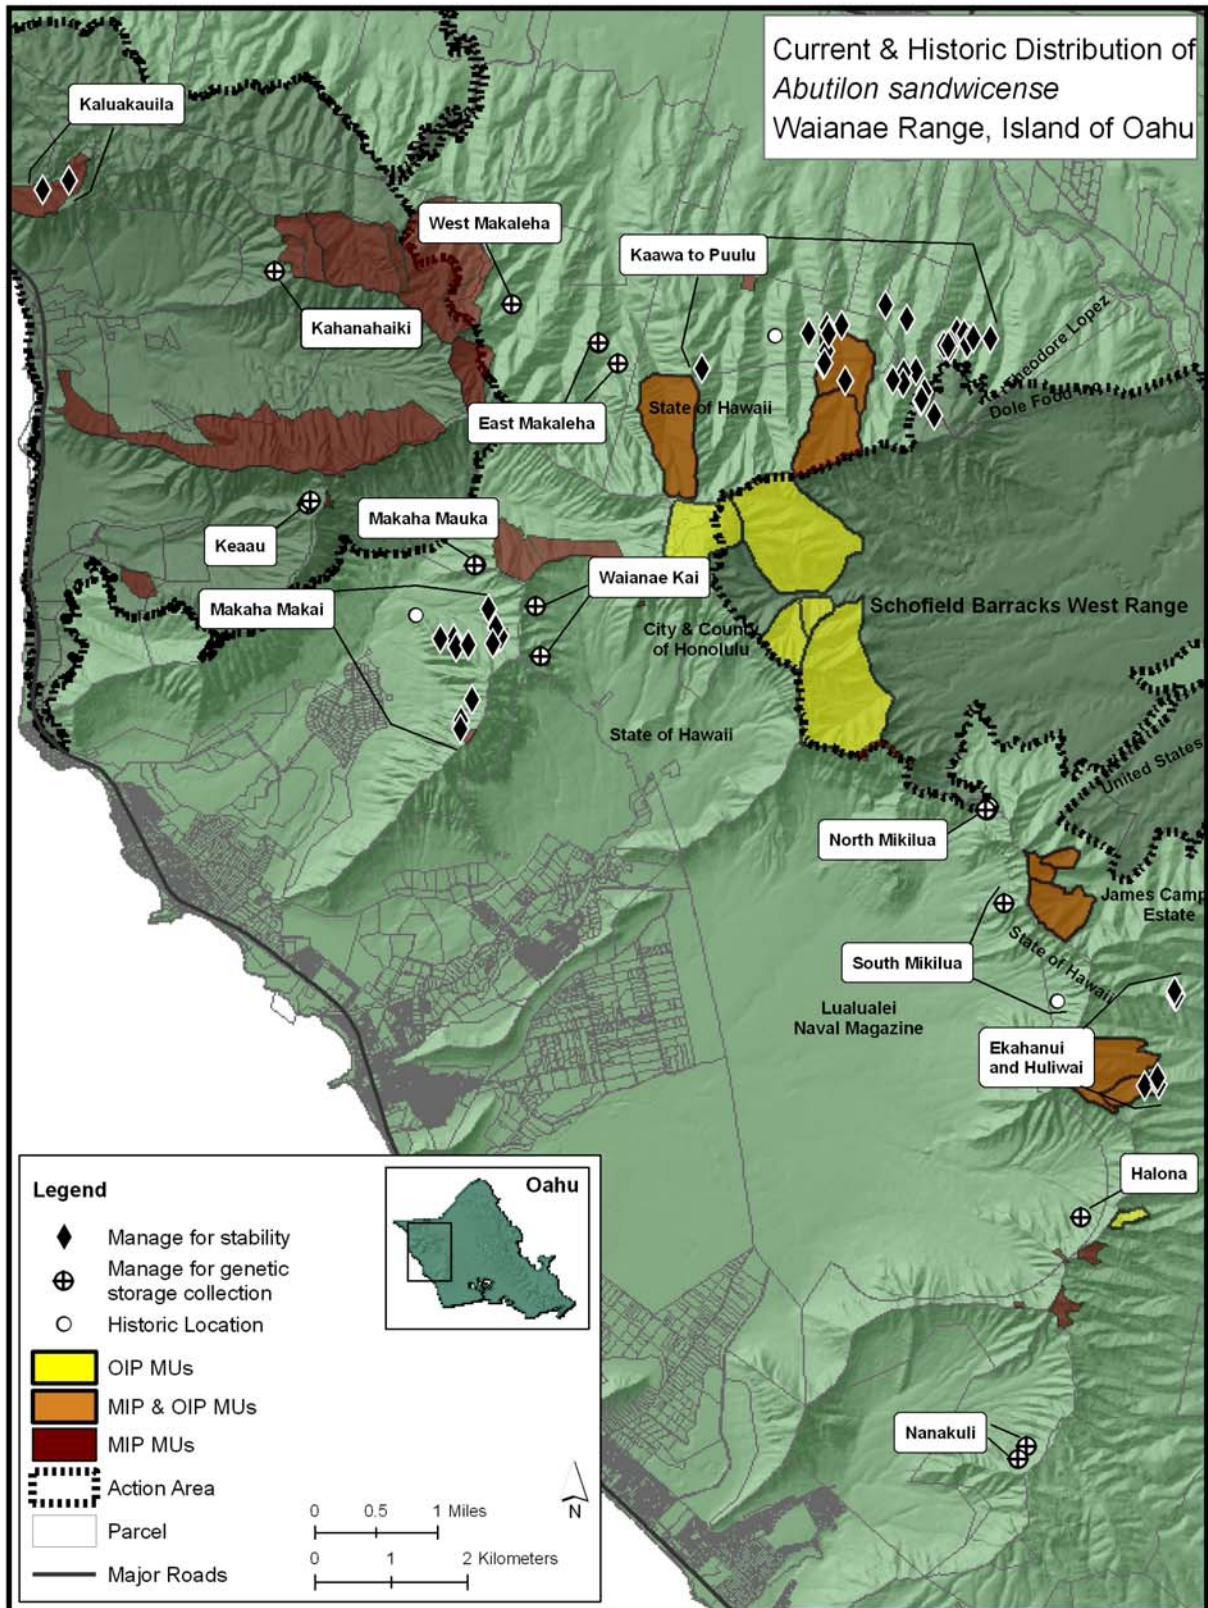 Current & Historic Distribution of
Abutilon sandwicense
Waianae Range, Island of Oahu
Kaluakauila
West Makaleha
Kaawa to Puulu
Kahanahaiki
Theodore Lopez
Dole Food
East Makaleha
State of Hawaii
Makaha Mauka
Keaau
Waianae Kai
Makaha Makai
Schofield Barracks West Range
City & County
of Honolulu
State of Hawaii
United States
North Mikilua
James Camp
Estate
State of Hawaii
South Mikilua
Lualualei
Naval Magazine
Ekahanui
and Huliwai
Halona
Nanakuli
Legend
Manage for stability
Manage for genetic
storage collection
Historic Location
OIP MUs
MIP & OIP MUs
MIP MUs
Action Area
Parcel
Major Roads
Oahu
0 0.5 1 Miles
0 1 2 Kilometers
N